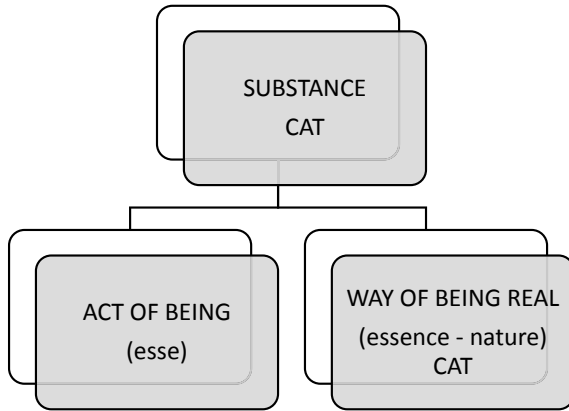 SUBSTANCE
CAT
ACT OF BEING
(esse)
WAY OF BEING REAL
(essence - nature)
CAT